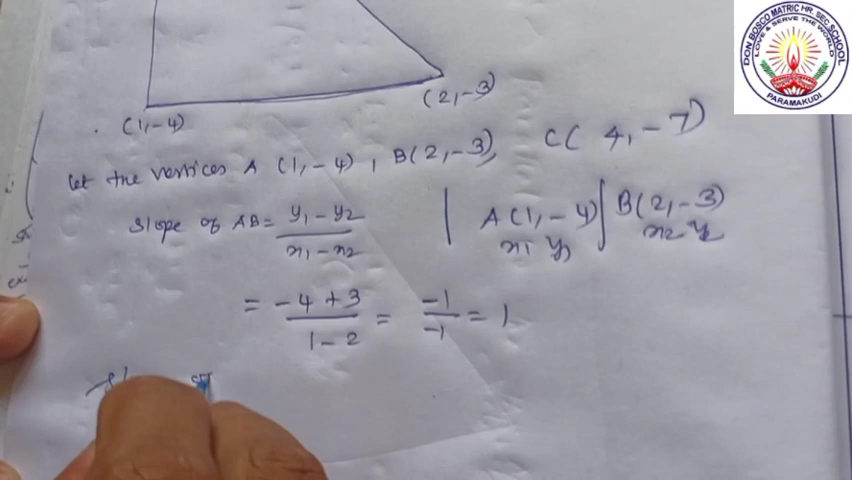 DON BOSCO MATRIC HR. SEC. SCHOOL
LOVE & SERVE THE WORLD
PARAMAKUDI
(2,-3)
(1,-4)
let the vertices A (1,-4), B(2,-3), C( 4,-7)
Slope of AB = y₁ - y₂ / x₁ - x₂ | A(1,-4) | B(2,-3)
x₁ y₁ x₂ y₂
= -4+3 / 1-2 = -1 / -1 = 1